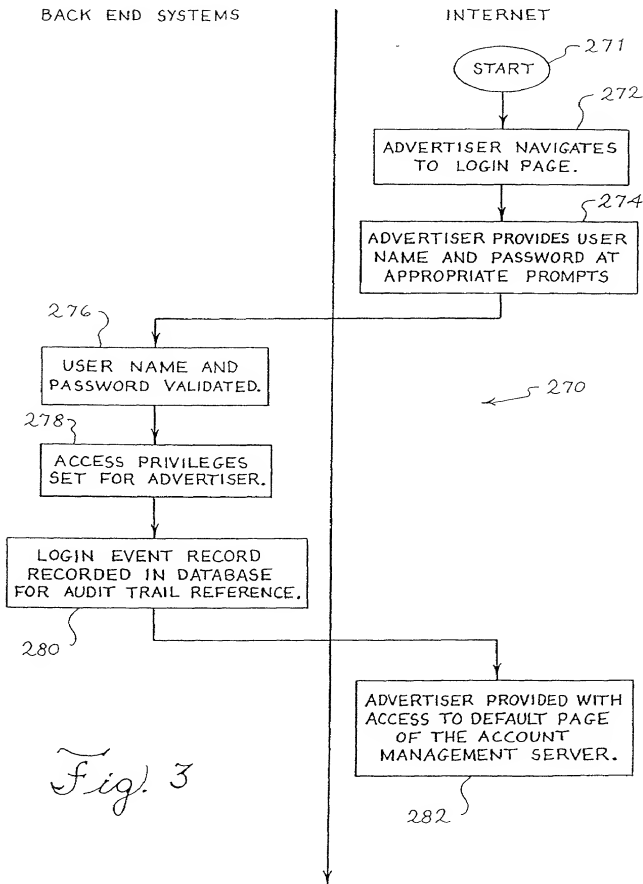 BACK END SYSTEMS
INTERNET
271
START
272
ADVERTISER NAVIGATES
TO LOGIN PAGE.
274
ADVERTISER PROVIDES USER
NAME AND PASSWORD AT
APPROPRIATE PROMPTS
276
USER NAME AND
PASSWORD VALIDATED.
270
278
ACCESS PRIVILEGES
SET FOR ADVERTISER.
LOGIN EVENT RECORD
RECORDED IN DATABASE
FOR AUDIT TRAIL REFERENCE.
280
ADVERTISER PROVIDED WITH
ACCESS TO DEFAULT PAGE
OF THE ACCOUNT
MANAGEMENT SERVER.
282
Fig. 3